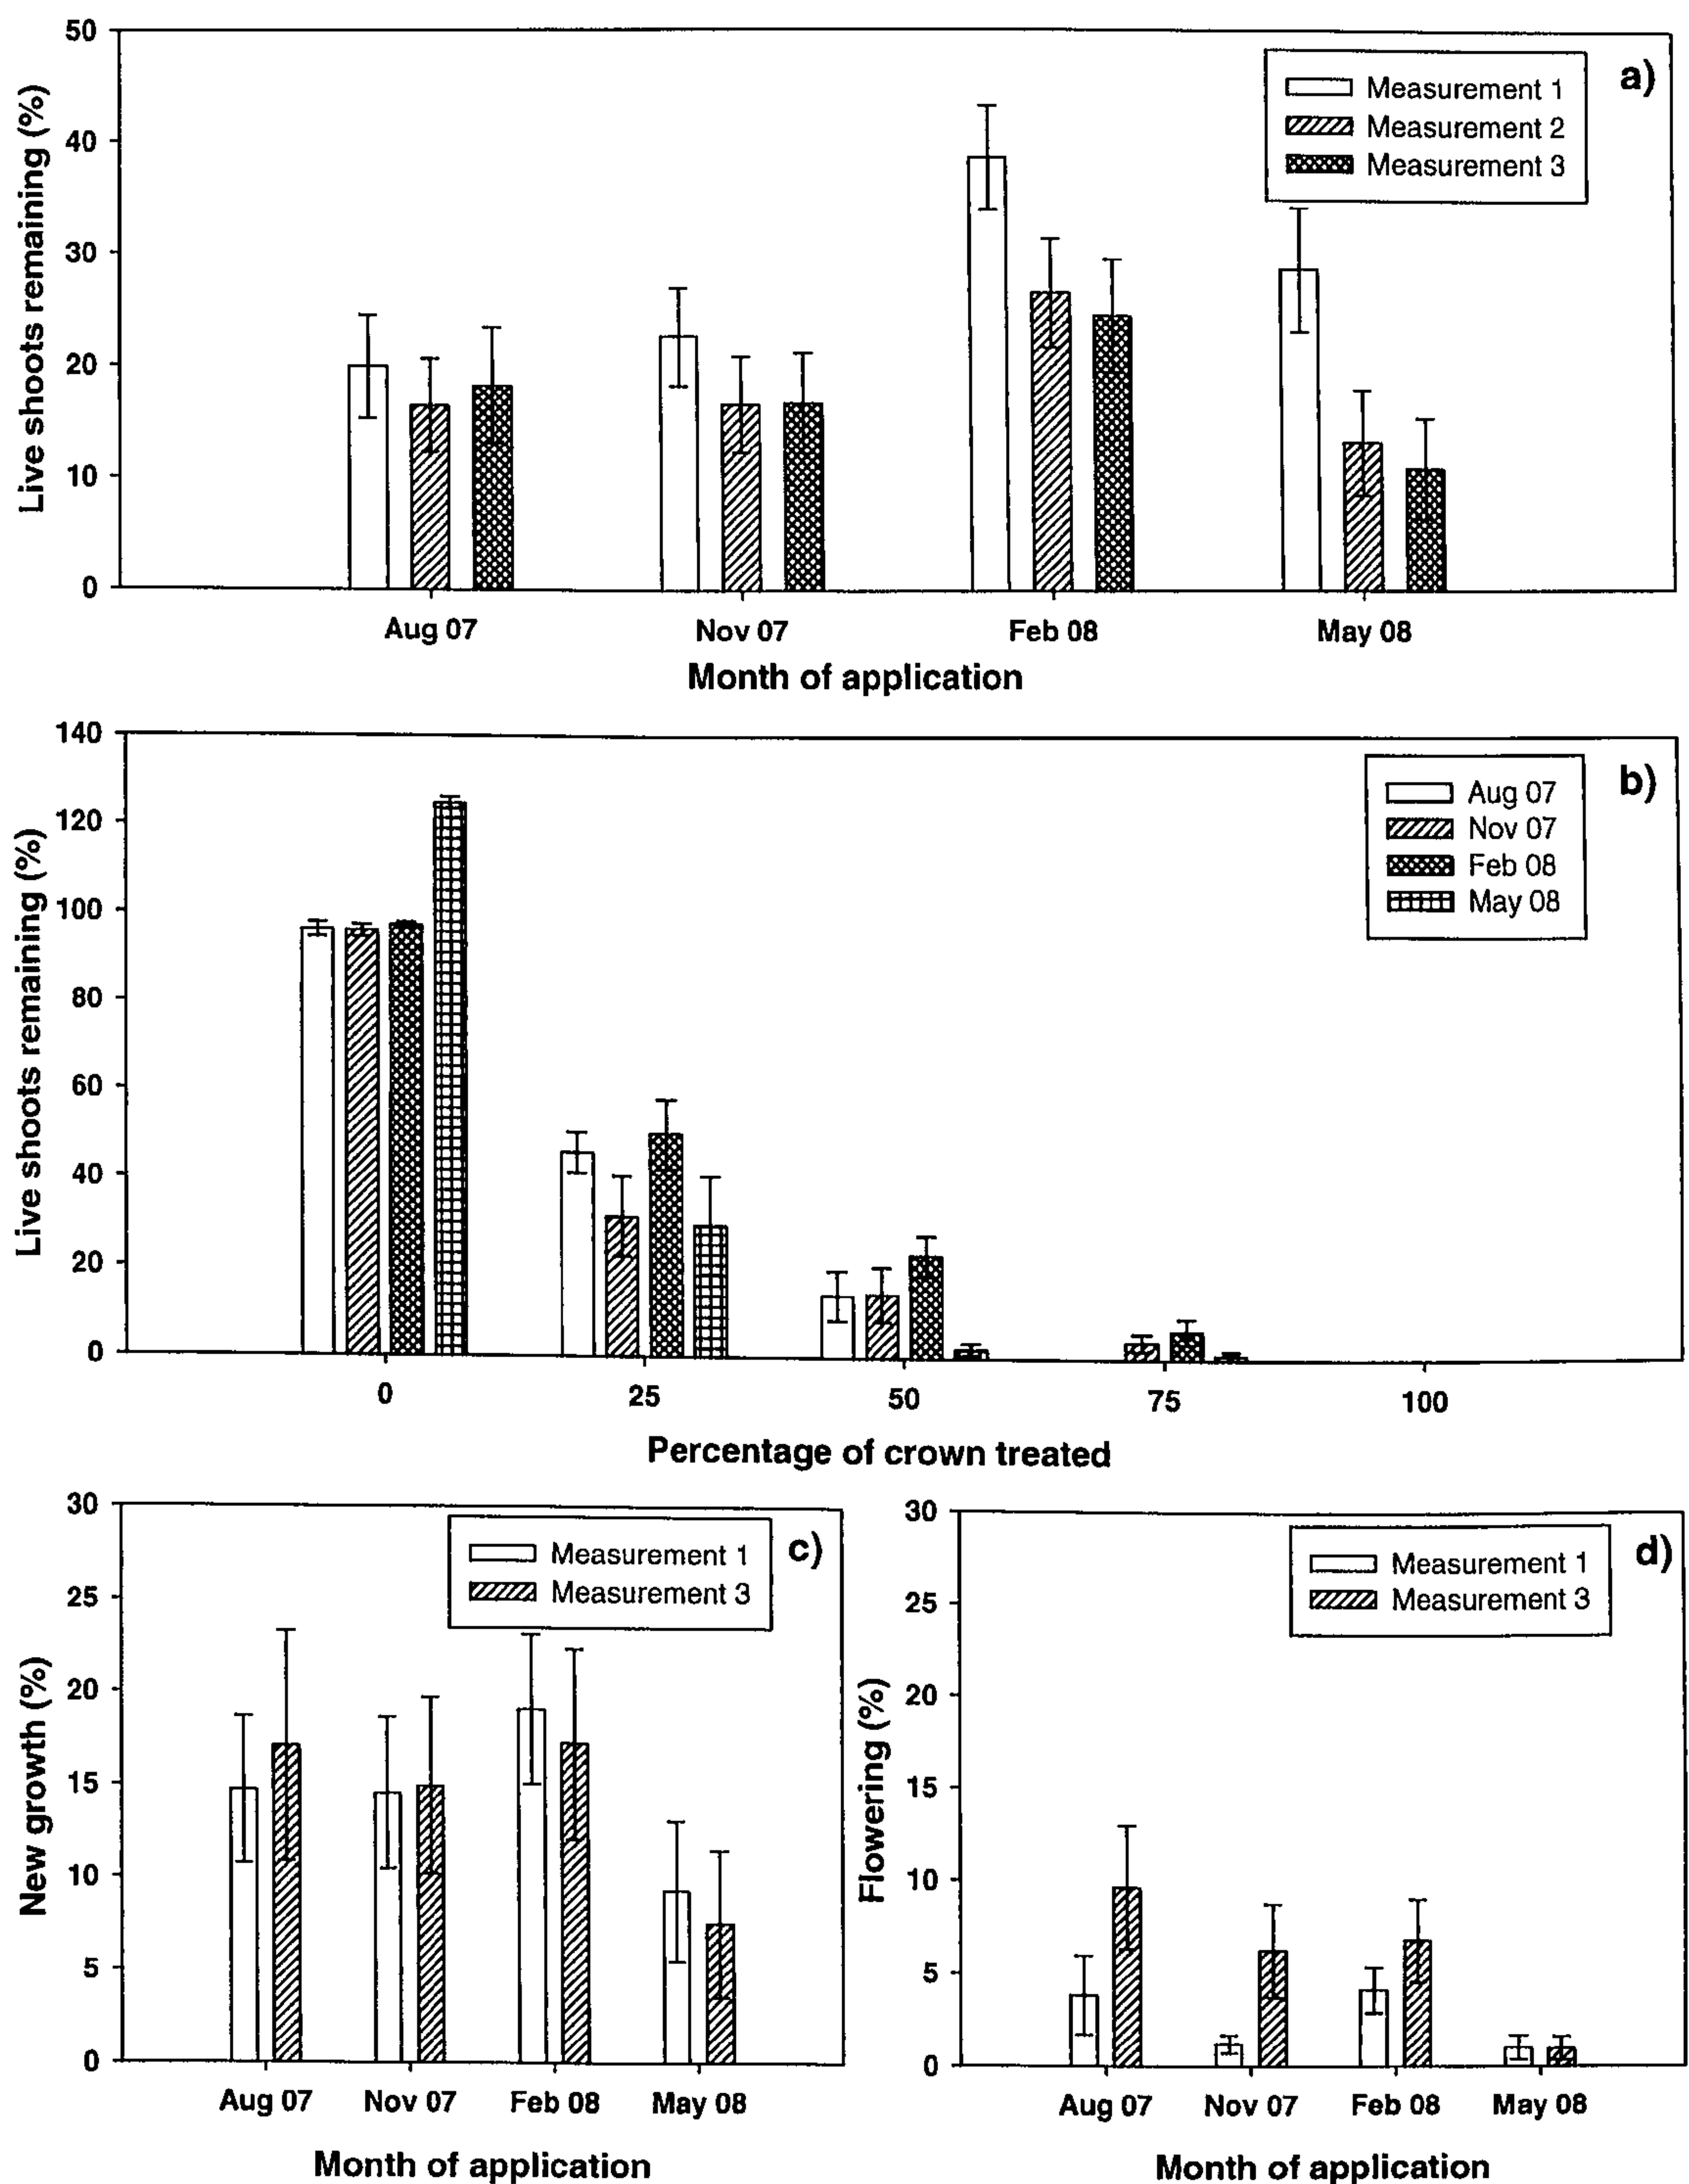 a)
Live shoots remaining (%)
50
40
30
20
10
0
Measurement 1
Measurement 2
Measurement 3
Aug 07 Nov 07 Feb 08 May 08
Month of application
b)
Live shoots remaining (%)
140
120
100
80
60
40
20
0
Aug 07
Nov 07
Feb 08
May 08
0 25 50 75 100
Percentage of crown treated
c)
New growth (%)
30
25
20
15
10
5
0
Measurement 1
Measurement 3
Aug 07 Nov 07 Feb 08 May 08
Month of application
d)
Flowering (%)
30
25
20
15
10
5
0
Measurement 1
Measurement 3
Aug 07 Nov 07 Feb 08 May 08
Month of application